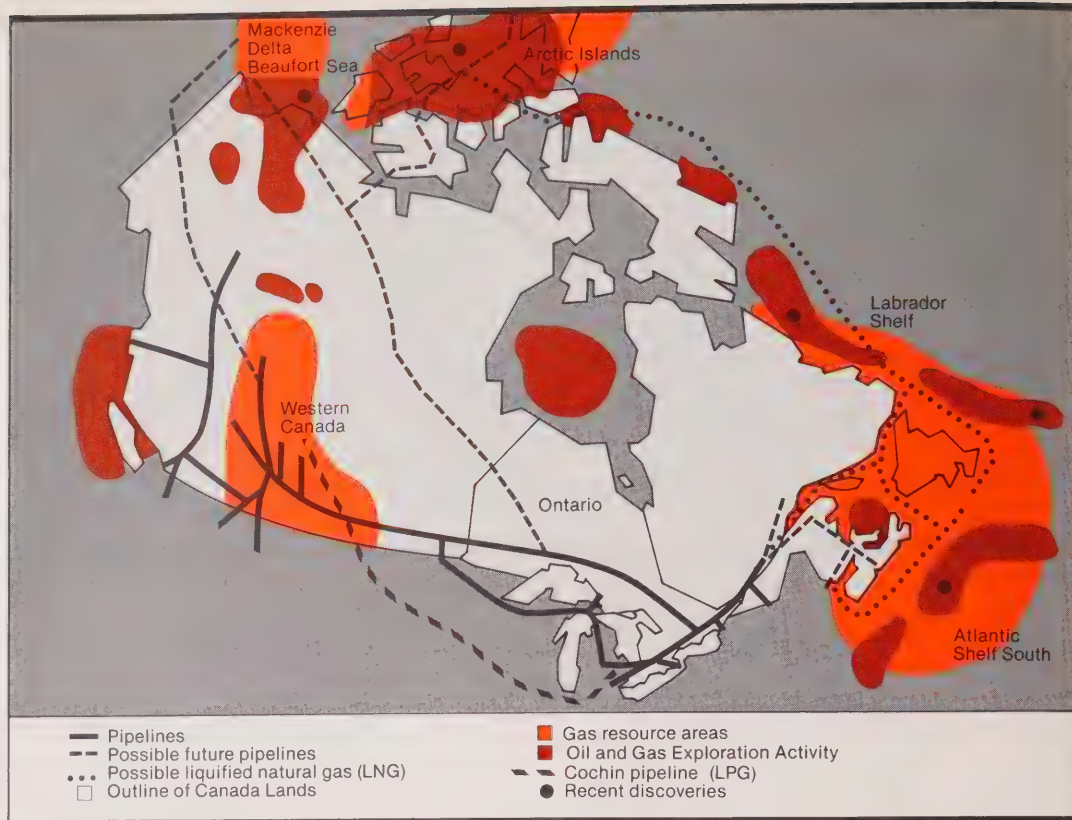 Mackenzie
Delta
Beaufort Sea
Arctic Islands
Labrador
Shelf
Western
Canada
Ontario
Atlantic
Shelf South
Pipelines
Possible future pipelines
Possible liquified natural gas (LNG)
Outline of Canada Lands
Gas resource areas
Oil and Gas Exploration Activity
Cochin pipeline (LPG)
Recent discoveries